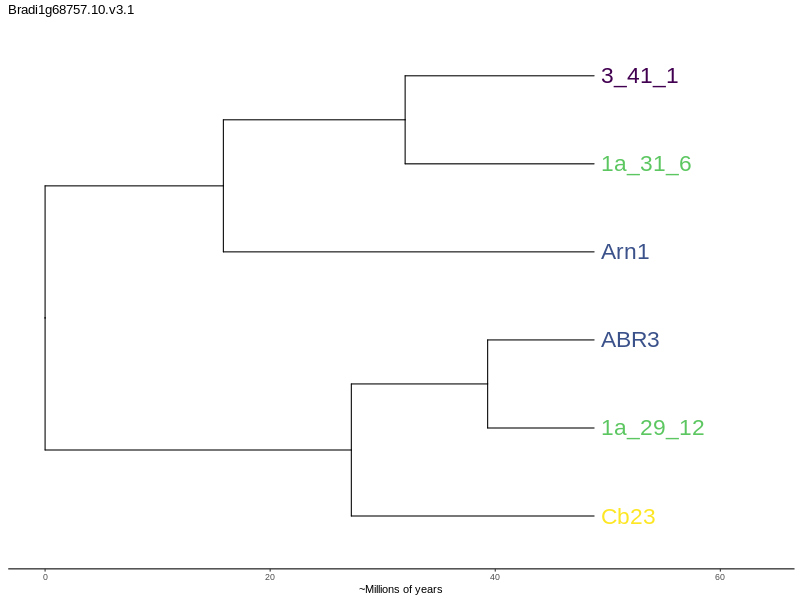 Bradi1g68757.10.v3.1
3_41_1
1a_31_6
Arn1
ABR3
1a_29_12
Cb23
0 20 40 60
~Millions of years